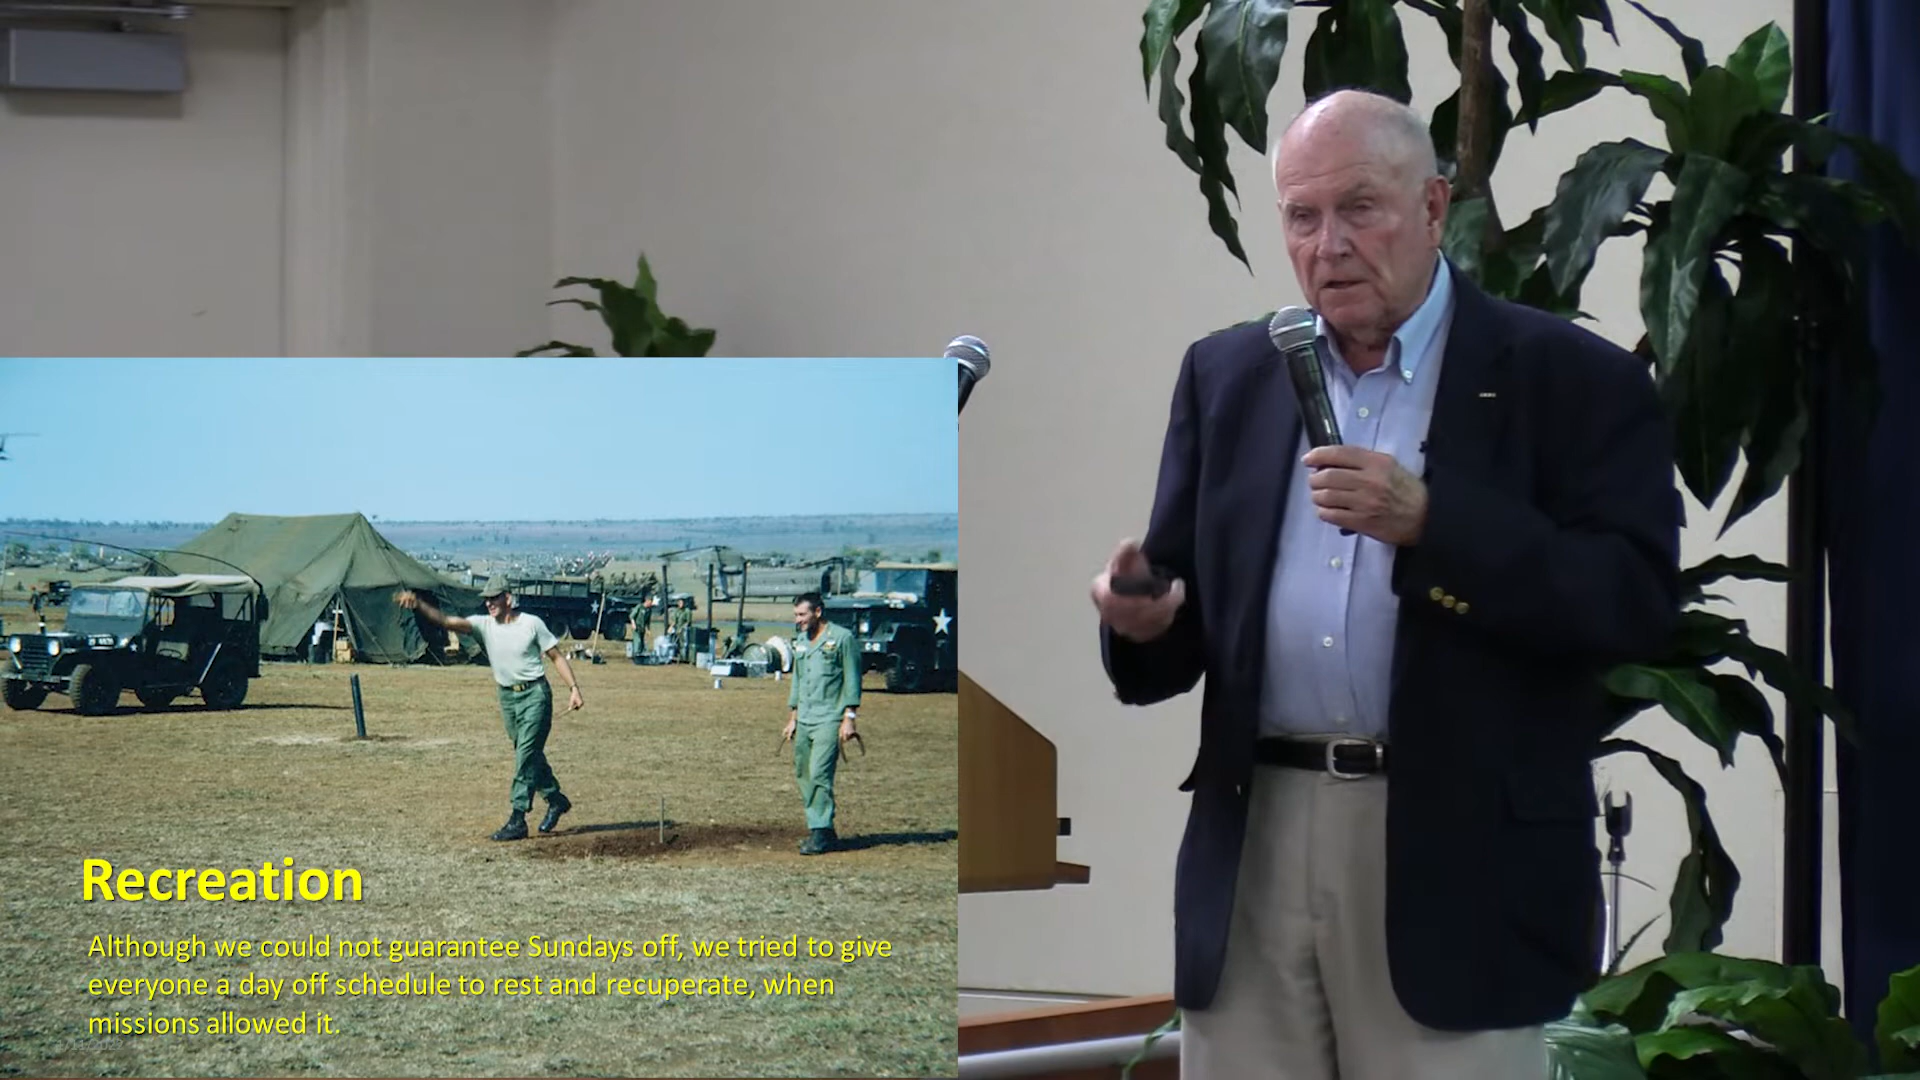 Recreation
Although we could not guarantee Sundays off, we tried to give
everyone a day off schedule to rest and recuperate, when
missions allowed it.